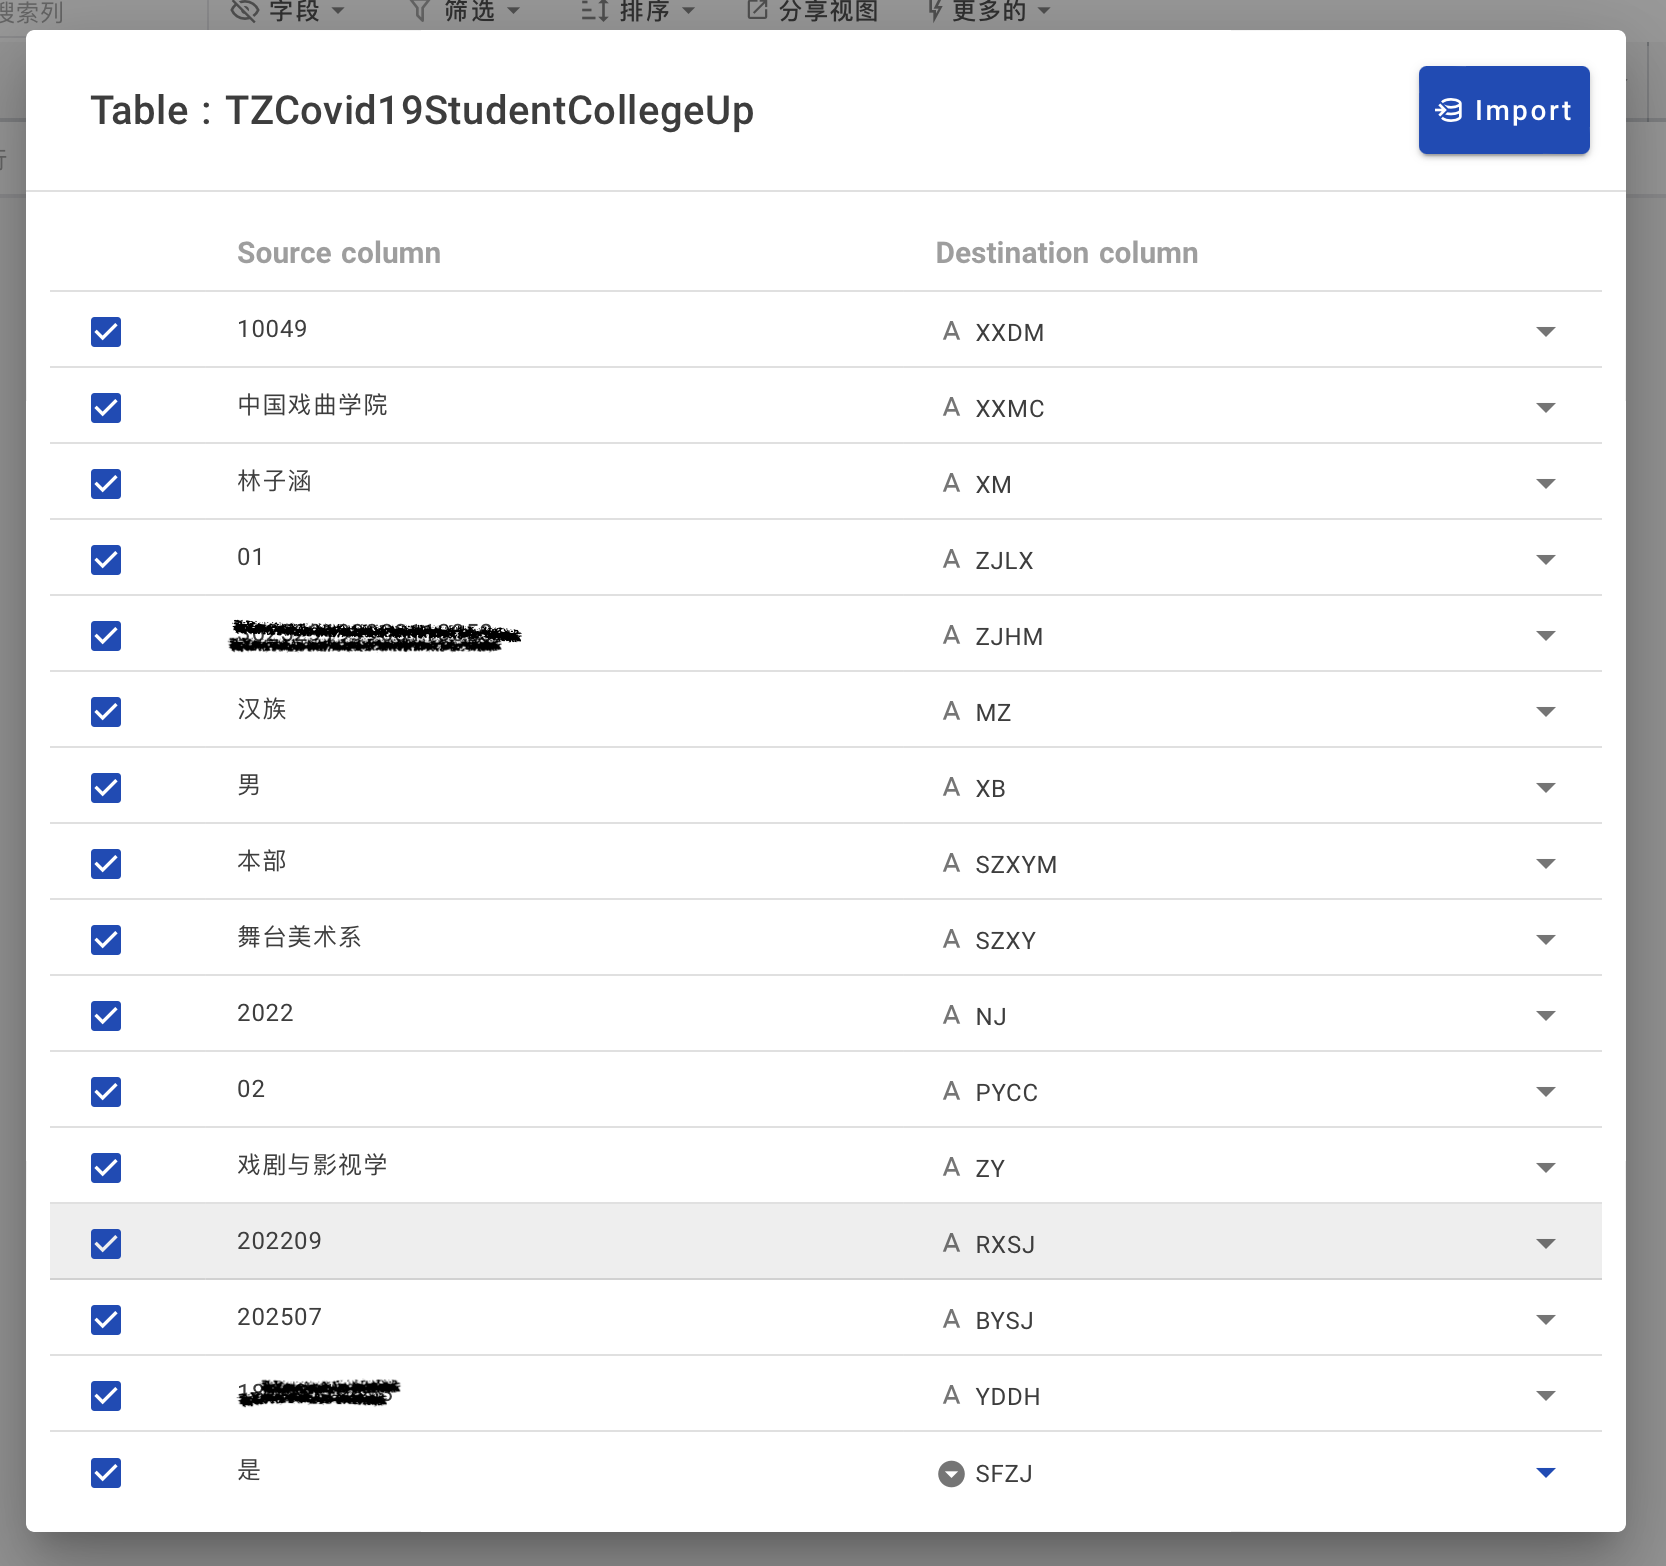 搜索列 字段 筛选 排序 分享视图 更多的
Table : TZCovid19StudentCollegeUp
Import
行
Source column Destination column
10049 A XXDM
中国戏曲学院 A XXMC
林子涵 A XM
01 A ZJLX
A ZJHM
汉族 A MZ
男 A XB
本部 A SZXYM
舞台美术系 A SZXY
2022 A NJ
02 A PYCC
戏剧与影视学 A ZY
202209 A RXSJ
202507 A BYSJ
A YDDH
是 SFZJ